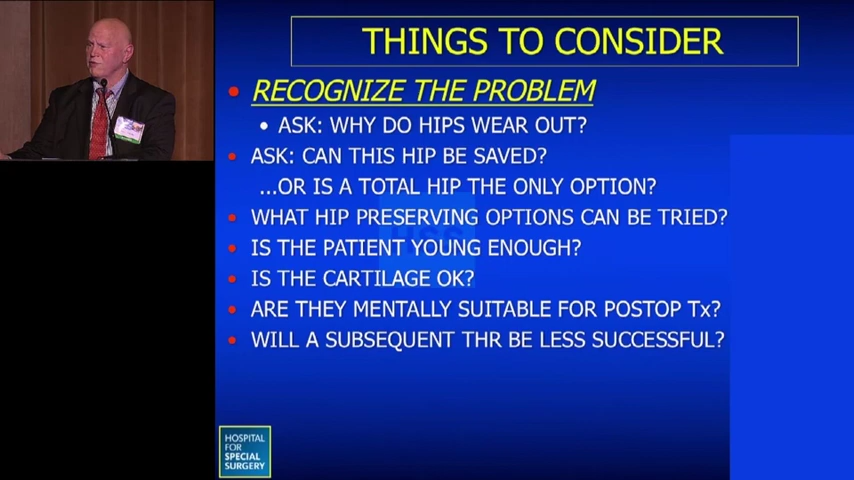 THINGS TO CONSIDER
• RECOGNIZE THE PROBLEM
• ASK: WHY DO HIPS WEAR OUT?
• ASK: CAN THIS HIP BE SAVED?
...OR IS A TOTAL HIP THE ONLY OPTION?
• WHAT HIP PRESERVING OPTIONS CAN BE TRIED?
• IS THE PATIENT YOUNG ENOUGH?
• IS THE CARTILAGE OK?
• ARE THEY MENTALLY SUITABLE FOR POSTOP Tx?
• WILL A SUBSEQUENT THR BE LESS SUCCESSFUL?
HSS
HOSPITAL
FOR
SPECIAL
SURGERY